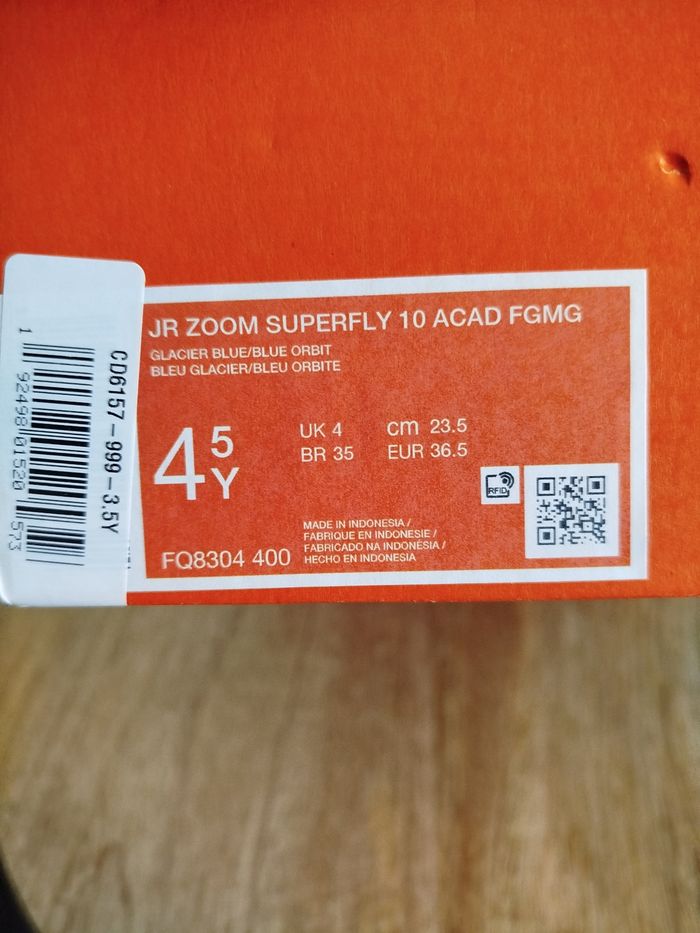 JR ZOOM SUPERFLY 10 ACAD FGMG
GLACIER BLUE/BLUE ORBIT
BLEU GLACIER/BLEU ORBITE
4 5 Y
UK 4 cm 23.5
BR 35 EUR 36.5
RFID
MADE IN INDONESIA /
FABRIQUE EN INDONESIE /
FABRICADO NA INDONÉSIA /
HECHO EN INDONESIA
FQ8304 400
CD6157-999-3.5Y
1 92498 01520 573